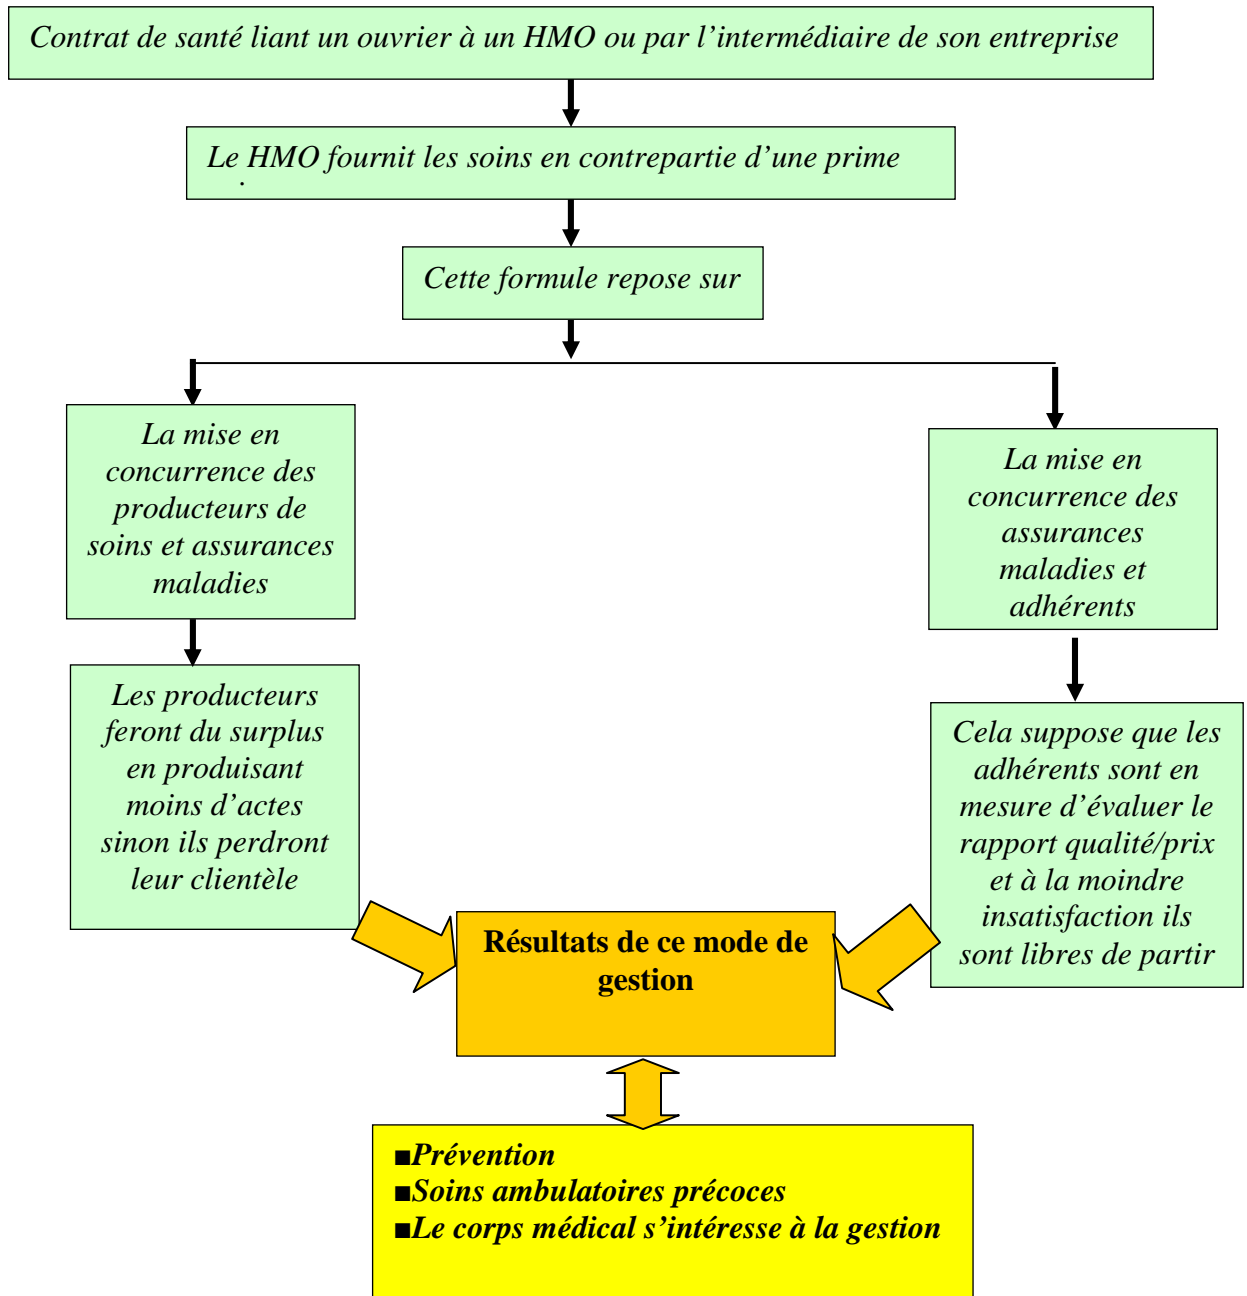 Contrat de santé liant un ouvrier à un HMO ou par l’intermédiaire de son entreprise
Le HMO fournit les soins en contrepartie d’une prime
.
Cette formule repose sur
La mise en
concurrence des
producteurs de
soins et assurances
maladies
La mise en
concurrence des
assurances
maladies et
adhérents
Les producteurs
feront du surplus
en produisant
moins d’actes
sinon ils perdront
leur clientèle
Cela suppose que les
adhérents sont en
mesure d’évaluer le
rapport qualité/prix
et à la moindre
insatisfaction ils
sont libres de partir
Résultats de ce mode de
gestion
■Prévention
■Soins ambulatoires précoces
■Le corps médical s’intéresse à la gestion